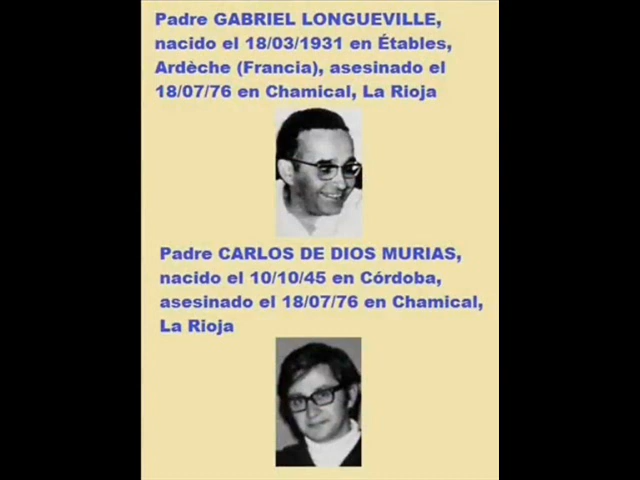 Padre GABRIEL LONGUEVILLE,
nacido el 18/03/1931 en Étables,
Ardèche (Francia), asesinado el
18/07/76 en Chamical, La Rioja
Padre CARLOS DE DIOS MURIAS,
nacido el 10/10/45 en Córdoba,
asesinado el 18/07/76 en Chamical,
La Rioja